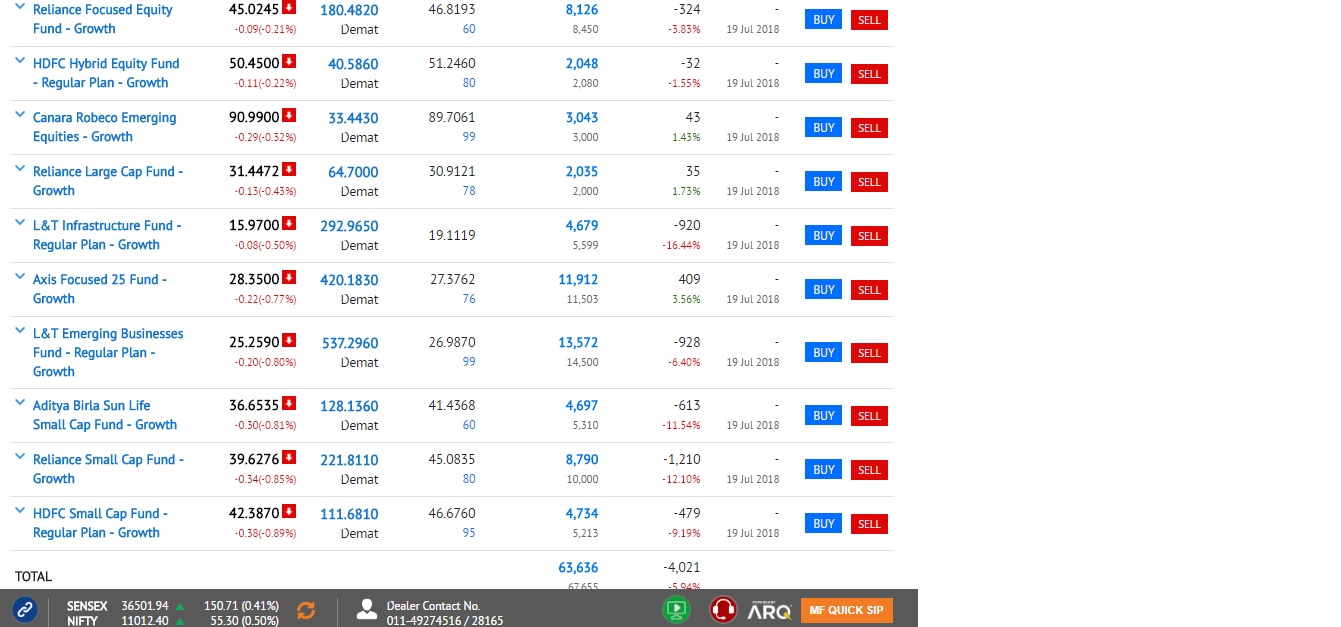 Reliance Focused Equity 45.0245 180.4820 46.8193 8,126 -324 - BUY SELL
Fund - Growth -0.09(-0.21%) Demat 60 8,450 -3.83% 19 Jul 2018
HDFC Hybrid Equity Fund 50.4500 40.5860 51.2460 2,048 -32 - BUY SELL
- Regular Plan - Growth -0.11(-0.22%) Demat 80 2,080 -1.55% 19 Jul 2018
Canara Robeco Emerging 90.9900 33.4430 89.7061 3,043 43 - BUY SELL
Equities - Growth -0.29(-0.32%) Demat 99 3,000 1.43% 19 Jul 2018
Reliance Large Cap Fund - 31.4472 64.7000 30.9121 2,035 35 - BUY SELL
Growth -0.13(-0.43%) Demat 78 2,000 1.73% 19 Jul 2018
L&T Infrastructure Fund - 15.9700 292.9650 19.1119 4,679 -920 - BUY SELL
Regular Plan - Growth -0.08(-0.50%) Demat 5,599 -16.44% 19 Jul 2018
Axis Focused 25 Fund - 28.3500 420.1830 27.3762 11,912 409 - BUY SELL
Growth -0.22(-0.77%) Demat 76 11,503 3.56% 19 Jul 2018
L&T Emerging Businesses
Fund - Regular Plan - 25.2590 537.2960 26.9870 13,572 -928 - BUY SELL
Growth -0.20(-0.80%) Demat 99 14,500 -6.40% 19 Jul 2018
Aditya Birla Sun Life 36.6535 128.1360 41.4368 4,697 -613 - BUY SELL
Small Cap Fund - Growth -0.30(-0.81%) Demat 60 5,310 -11.54% 19 Jul 2018
Reliance Small Cap Fund - 39.6276 221.8110 45.0835 8,790 -1,210 - BUY SELL
Growth -0.34(-0.85%) Demat 80 10,000 -12.10% 19 Jul 2018
HDFC Small Cap Fund - 42.3870 111.6810 46.6760 4,734 -479 - BUY SELL
Regular Plan - Growth -0.38(-0.89%) Demat 95 5,213 -9.19% 19 Jul 2018
TOTAL 63,636 -4,021
67,655 -5.94%
SENSEX 36501.94 150.71 (0.41%) Dealer Contact No. POWERED BY ARQ MF QUICK SIP
NIFTY 11012.40 55.30 (0.50%) 011-49274516 / 28165